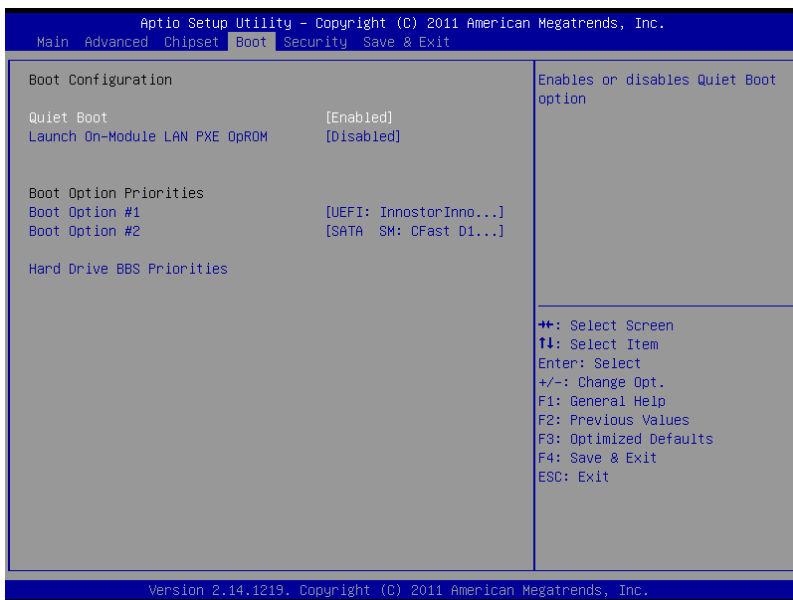 Aptio Setup Utility – Copyright (C) 2011 American Megatrends, Inc.
Main Advanced Chipset Boot Security Save & Exit
Boot Configuration
Quiet Boot [Enabled]
Launch On-Module LAN PXE OpROM [Disabled]
Boot Option Priorities
Boot Option #1 [UEFI: InnostorInno...]
Boot Option #2 [SATA SM: CFast D1...]
Hard Drive BBS Priorities
Enables or disables Quiet Boot
option
→←: Select Screen
↑↓: Select Item
Enter: Select
+/-: Change Opt.
F1: General Help
F2: Previous Values
F3: Optimized Defaults
F4: Save & Exit
ESC: Exit
Version 2.14.1219. Copyright (C) 2011 American Megatrends, Inc.